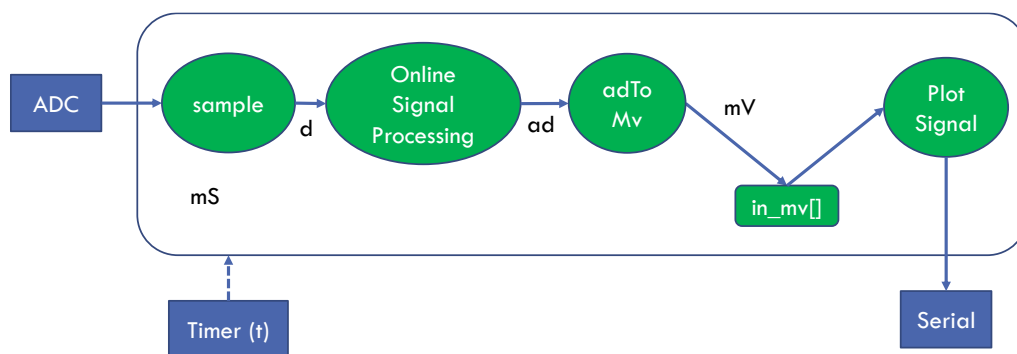 ADC
sample
d
Online
Signal
Processing
ad
adTo
Mv
mV
in_mv[]
Plot
Signal
mS
Timer (t)
Serial